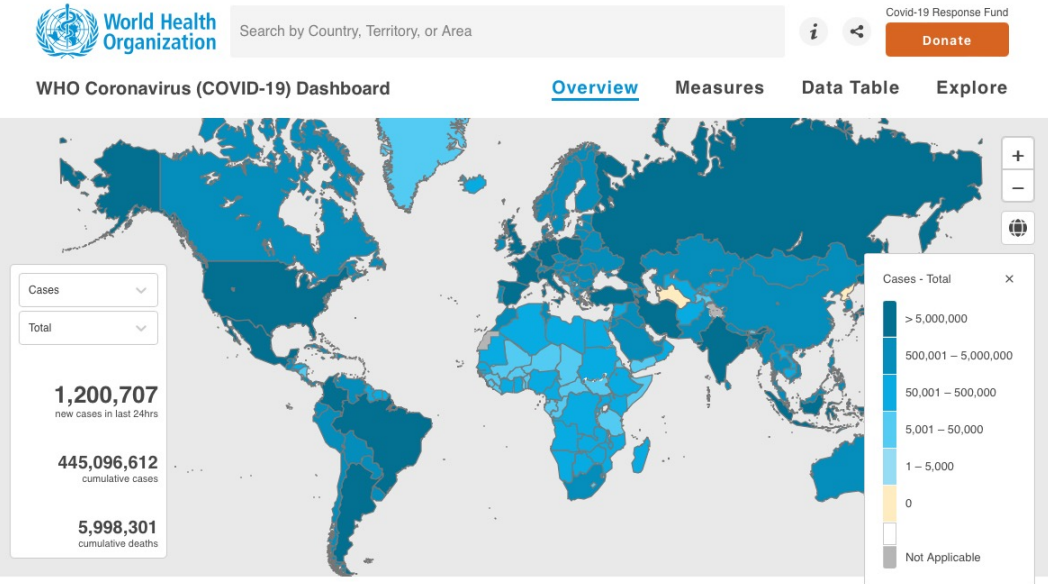 World Health
Organization
Search by Country, Territory, or Area
i
Covid-19 Response Fund
Donate
WHO Coronavirus (COVID-19) Dashboard
Overview
Measures
Data Table
Explore
+
−
Cases
Total
1,200,707
new cases in last 24hrs
445,096,612
cumulative cases
5,998,301
cumulative deaths
Cases - Total
×
> 5,000,000
500,001 – 5,000,000
50,001 – 500,000
5,001 – 50,000
1 – 5,000
0
Not Applicable